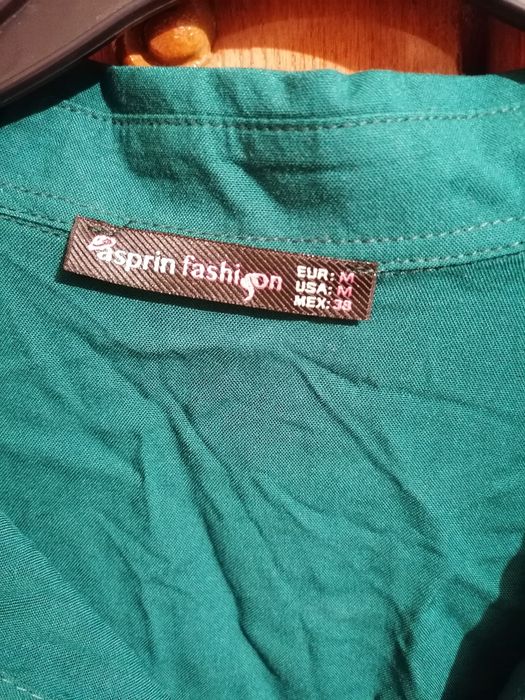 asprin fashion
EUR: M
USA: M
MEX: 38